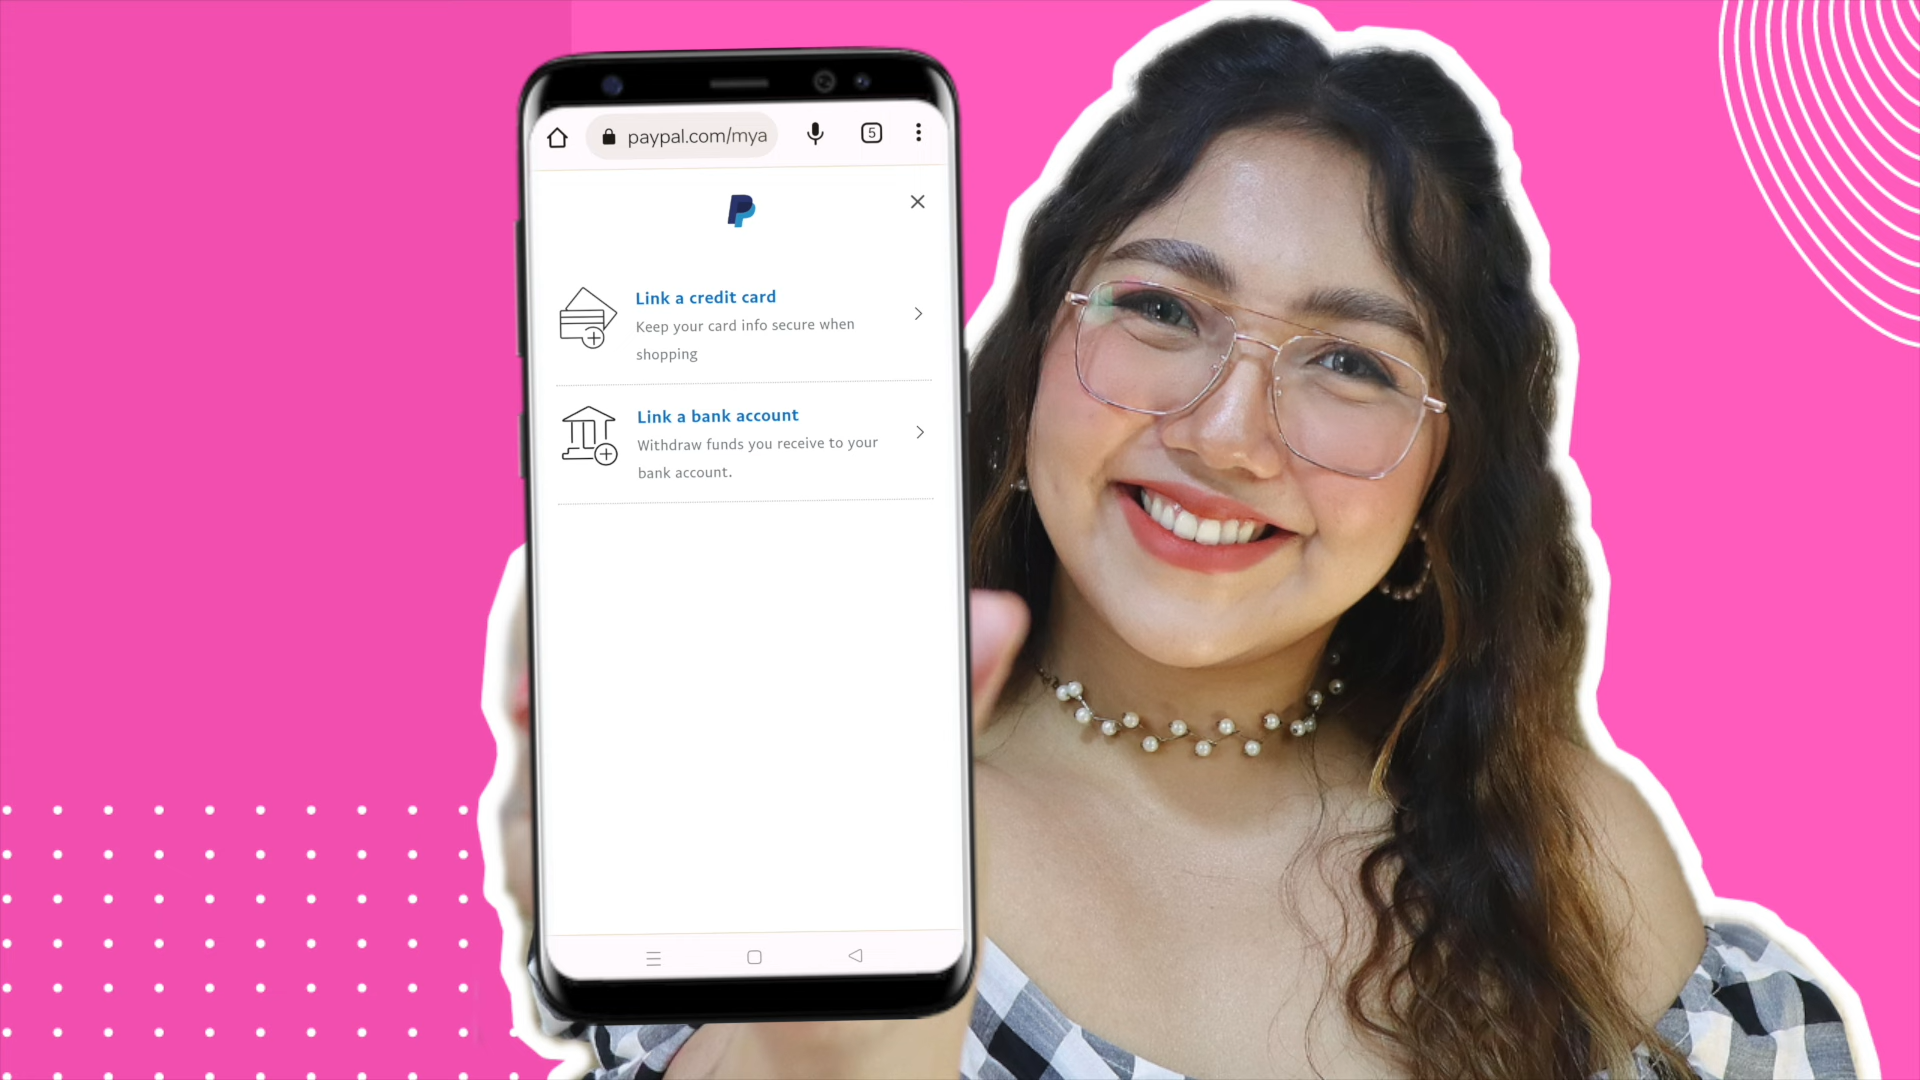 paypal.com/mya
5
Link a credit card
Keep your card info secure when
shopping
Link a bank account
Withdraw funds you receive to your
bank account.